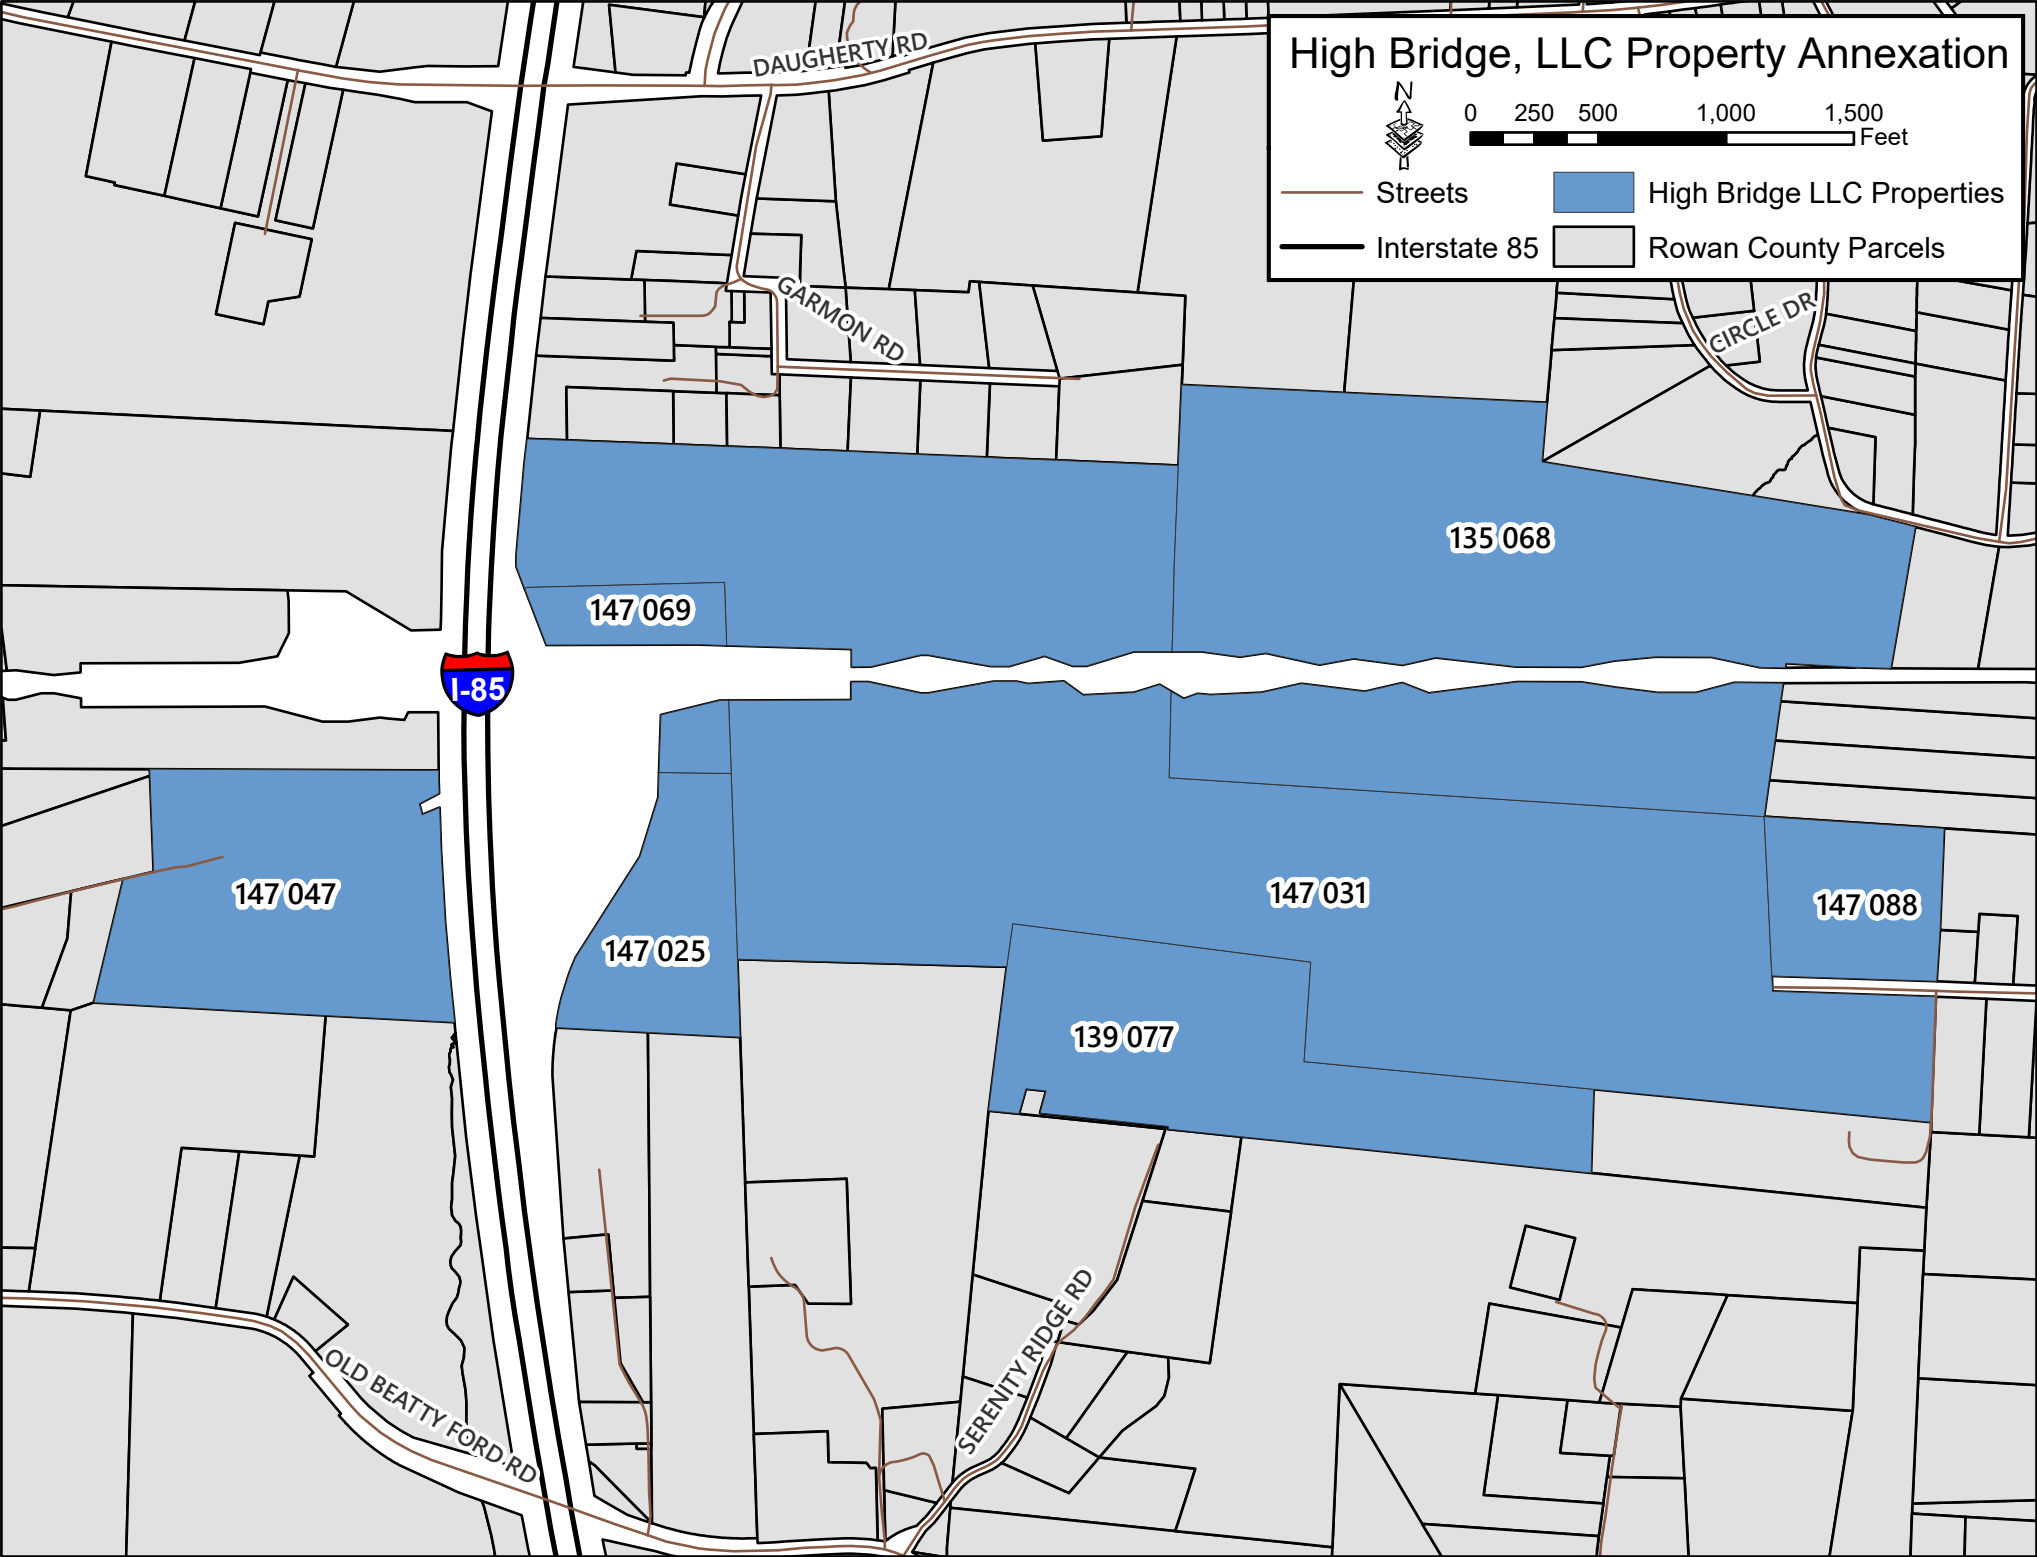 High Bridge, LLC Property Annexation
N
0 250 500 1,000 1,500
Feet
Streets
High Bridge LLC Properties
Interstate 85
Rowan County Parcels
DAUGHERTY RD
GARMON RD
CIRCLE DR
135 068
147 069
I-85
147 047
147 031
147 088
147 025
139 077
SERENITY RIDGE RD
OLD BEATTY FORD RD